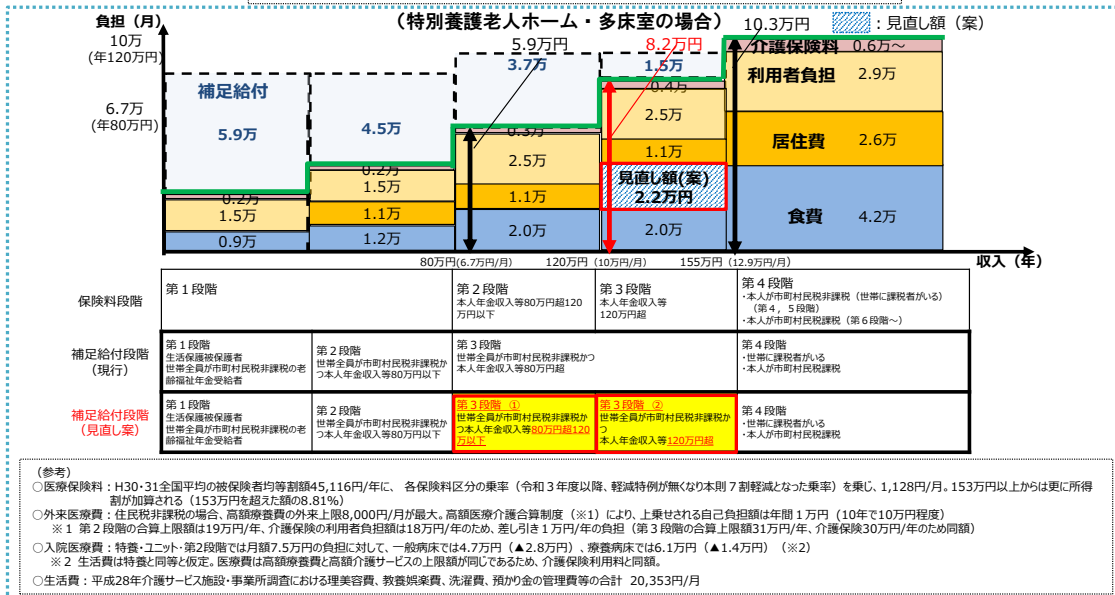 負担（月）
（特別養護老人ホーム・多床室の場合）
10.3万円
：見直し額（案）
10万
（年120万円）
6.7万
（年80万円）
5.9万円
8.2万円
補足給付
5.9万
4.5万
3.7万
1.5万
介護保険料
0.6万～
利用者負担
2.9万
居住費
2.6万
食費
4.2万
0.2万
1.5万
0.9万
0.2万
1.5万
1.1万
1.2万
0.3万
2.5万
1.1万
2.0万
0.4万
2.5万
1.1万
見直し額(案)
2.2万円
2.0万
80万円(6.7万円/月)
120万円（10万円/月）
155万円（12.9万円/月）
収入（年）
保険料段階
第１段階
第２段階
本人年金収入等80万円超120
万円以下
第３段階
本人年金収入等
120万円超
第４段階
・本人が市町村民税非課税（世帯に課税者がいる）
（第４，５段階）
・本人が市町村民税課税（第６段階～）
補足給付段階
（現行）
第１段階
生活保護被保護者
世帯全員が市町村民税非課税の老
齢福祉年金受給者
第２段階
世帯全員が市町村民税非課税か
つ本人年金収入等80万円以下
第３段階
世帯全員が市町村民税非課税かつ
本人年金収入等80万円超
第４段階
・世帯に課税者がいる
・本人が市町村民税課税
補足給付段階
（見直し案）
第１段階
生活保護被保護者
世帯全員が市町村民税非課税の老
齢福祉年金受給者
第２段階
世帯全員が市町村民税非課税か
つ本人年金収入等80万円以下
第３段階 ①
世帯全員が市町村民税非課税か
つ本人年金収入等80万円超120
万以下
第３段階 ②
世帯全員が市町村民税非課税か
つ
本人年金収入等120万円超
第４段階
・世帯に課税者がいる
・本人が市町村民税課税
（参考）
○医療保険料：H30・31全国平均の被保険者均等割額45,116円/年に、 各保険料区分の乗率（令和３年度以降、軽減特例が無くなり本則７割軽減となった乗率）を乗じ、1,128円/月。153万円以上からは更に所得
割が加算される（153万円を超えた額の8.81%）
○外来医療費：住民税非課税の場合、高額療養費の外来上限8,000円/月が最大。高額医療介護合算制度（※1）により、上乗せされる自己負担額は年間１万円（10年で10万円程度）
※１ 第２段階の合算上限額は19万円/年、介護保険の利用者負担額は18万円/年のため、差し引き１万円/年の負担（第３段階の合算上限額31万円/年、介護保険30万円/年のため同額）
○入院医療費：特養・ユニット・第2段階では月額7.5万円の負担に対して、一般病床では4.7万円（▲2.8万円）、療養病床では6.1万円（▲1.4万円）（※2）
※２ 生活費は特養と同等と仮定。医療費は高額療養費と高額介護サービスの上限額が同じであるため、介護保険利用料と同額。
○生活費：平成28年介護サービス施設・事業所調査における理美容費、教養娯楽費、洗濯費、預かり金の管理費等の合計 20,353円/月